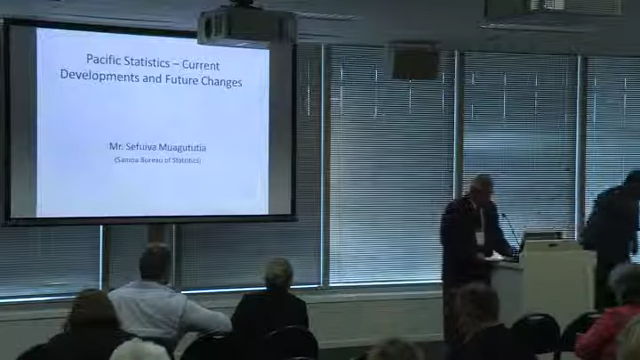 Pacific Statistics – Current
Developments and Future Changes
Mr. Sefuiva Muagututia
(Samoa Bureau of Statistics)